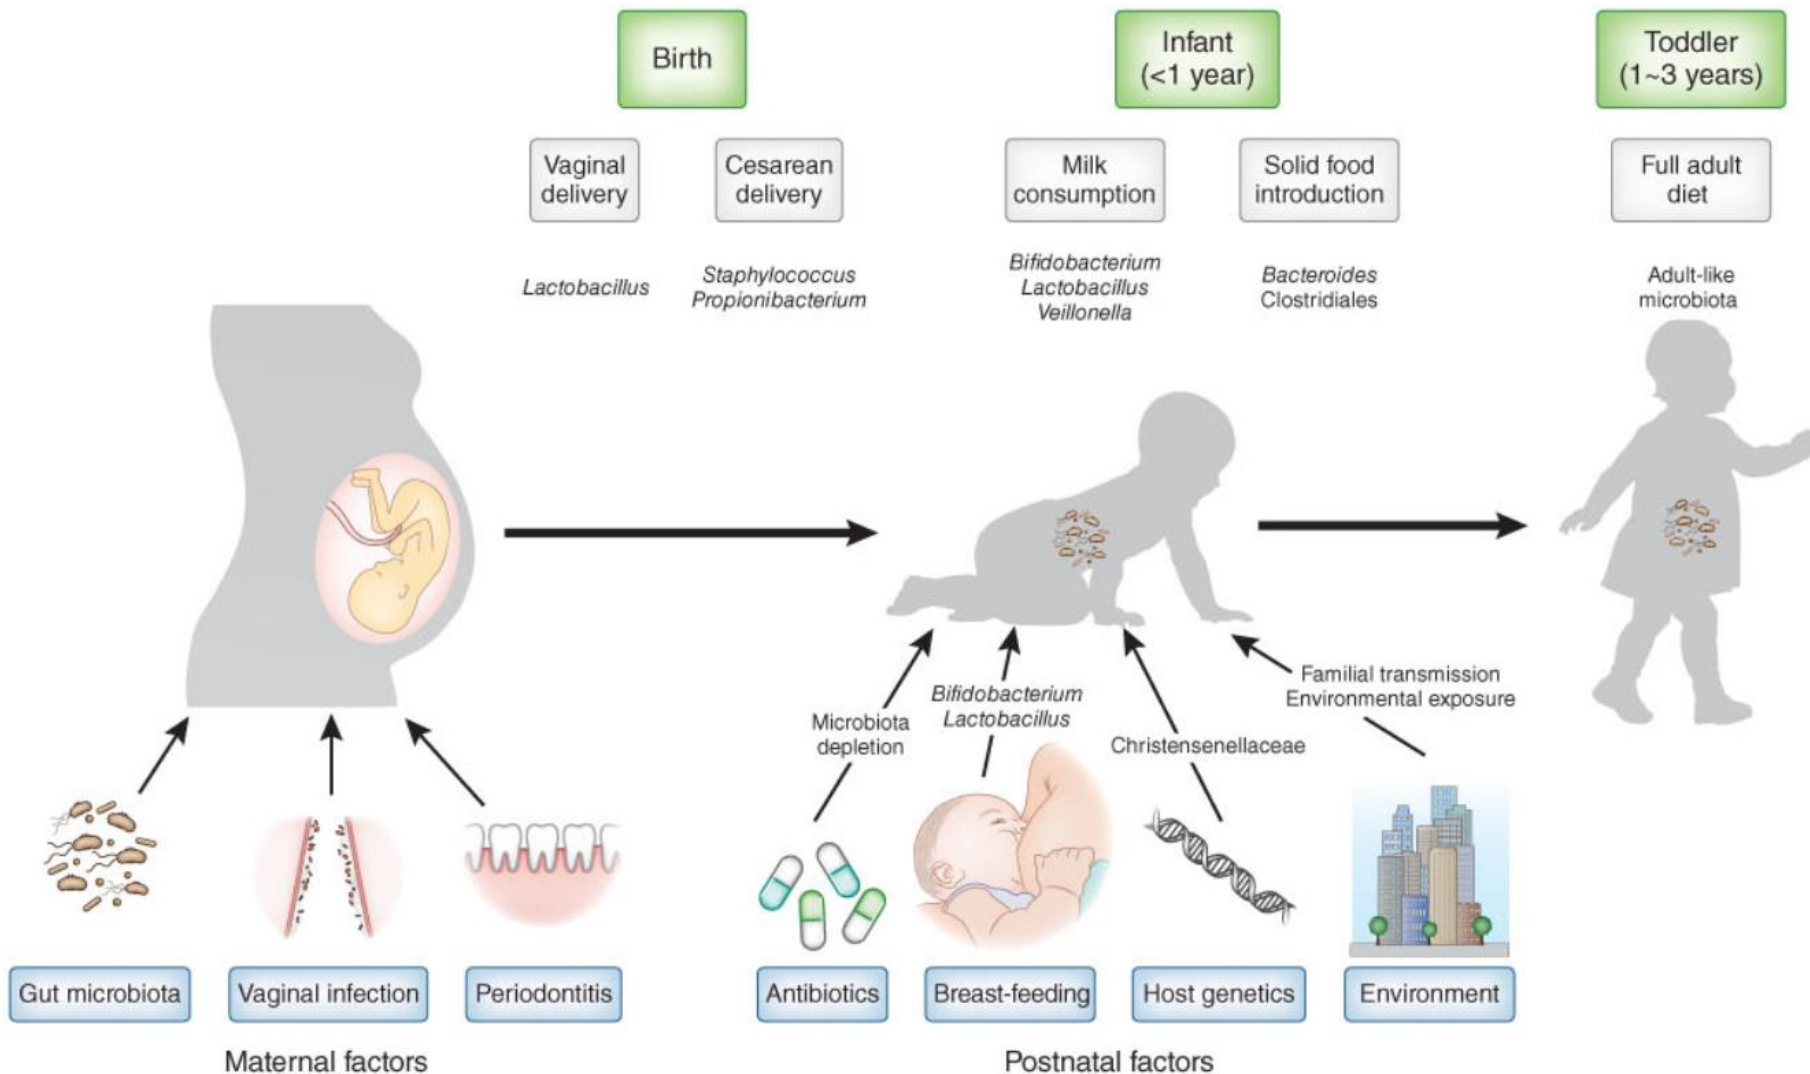 Birth
Infant
(<1 year)
Toddler
(1~3 years)
Vaginal
delivery
Cesarean
delivery
Milk
consumption
Solid food
introduction
Full adult
diet
Lactobacillus
Staphylococcus
Propionibacterium
Bifidobacterium
Lactobacillus
Veillonella
Bacteroides
Clostridiales
Adult-like
microbiota
Microbiota
depletion
Bifidobacterium
Lactobacillus
Christensenellaceae
Familial transmission
Environmental exposure
Gut microbiota
Vaginal infection
Periodontitis
Antibiotics
Breast-feeding
Host genetics
Environment
Maternal factors
Postnatal factors